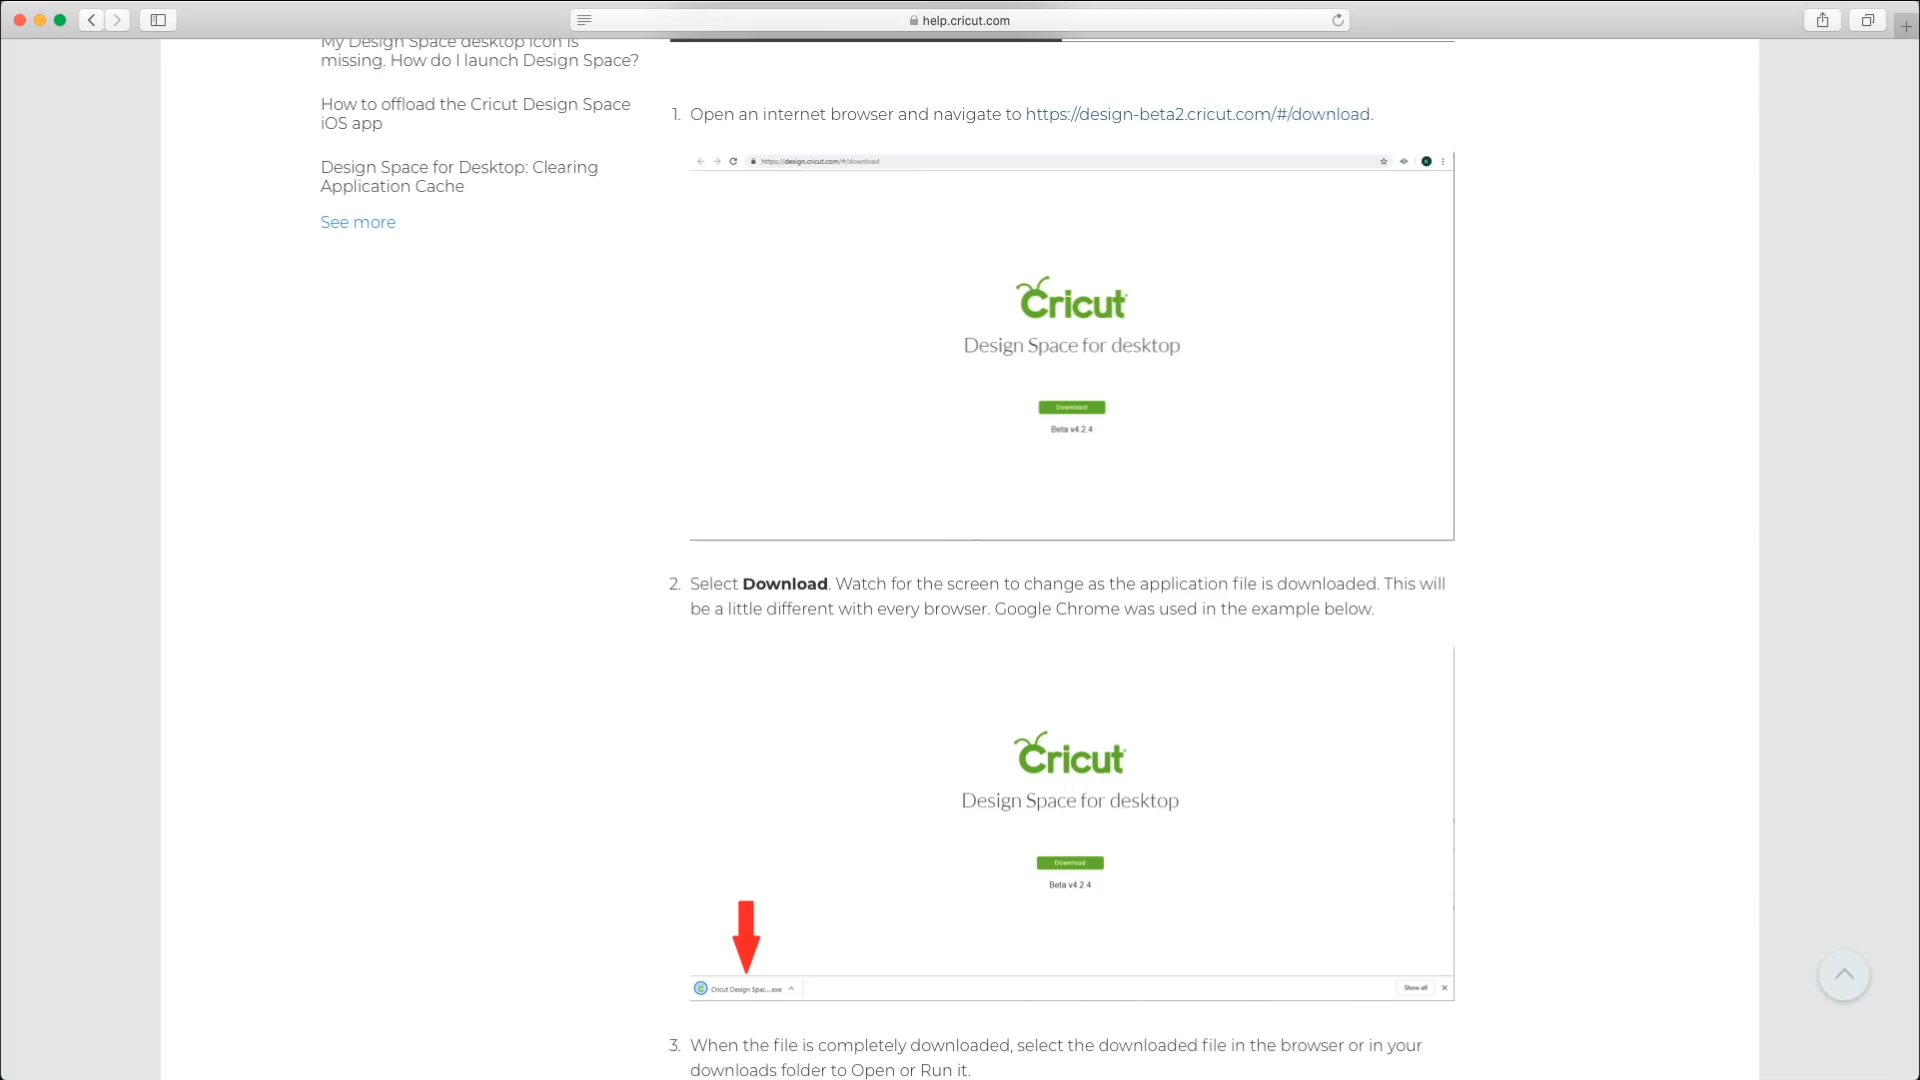 help.cricut.com
My Design Space desktop icon is
missing. How do I launch Design Space?
How to offload the Cricut Design Space
iOS app
Design Space for Desktop: Clearing
Application Cache
See more
1. Open an internet browser and navigate to https://design-beta2.cricut.com/#/download.
https://design.cricut.com/#/download
Cricut
Design Space for desktop
Download
Beta v4.2.4
2. Select Download. Watch for the screen to change as the application file is downloaded. This will
be a little different with every browser. Google Chrome was used in the example below.
Cricut
Design Space for desktop
Download
Beta v4.2.4
Cricut Design Spac...exe
Show all
3. When the file is completely downloaded, select the downloaded file in the browser or in your
downloads folder to Open or Run it.